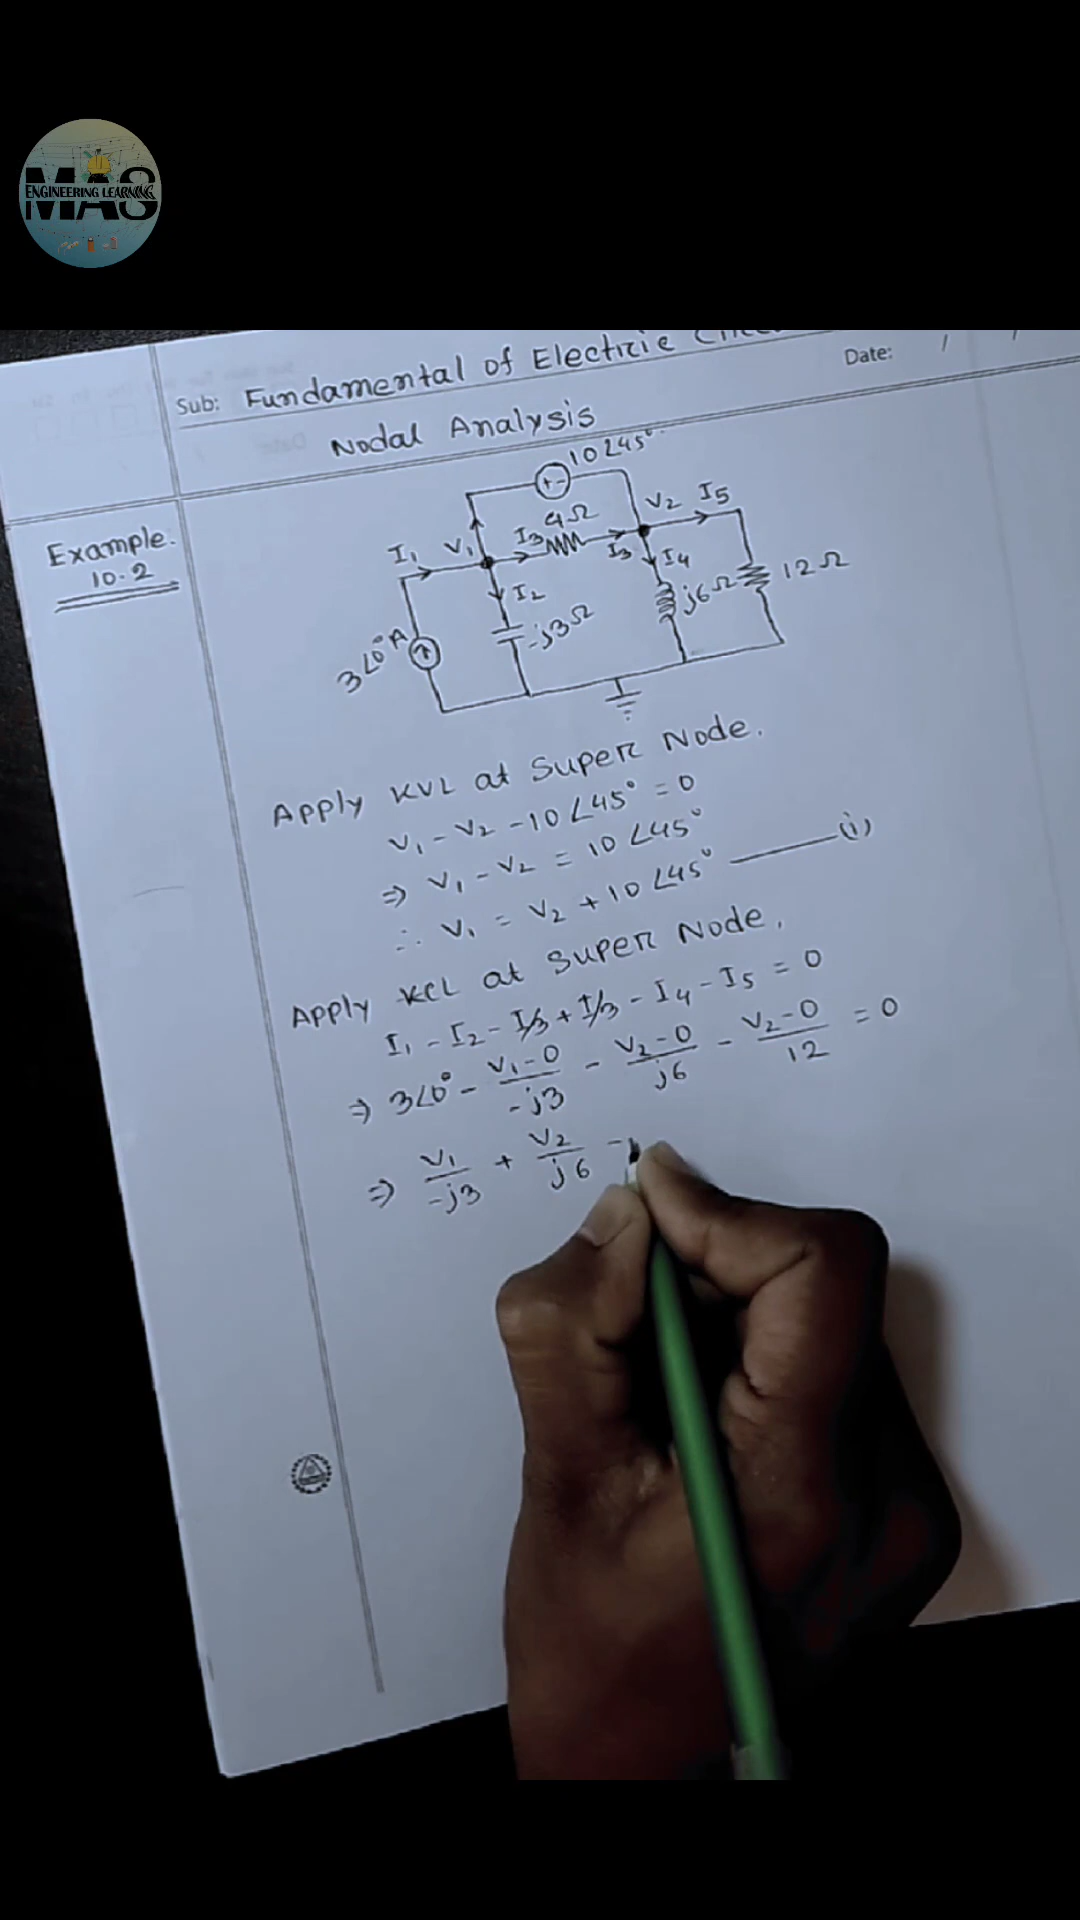 MAS
ENGINEERING LEARNING
Sub: Fundamental of Electric
Date: / /
Nodal Analysis
Example.
10.2
10∠45°
I₁ V₁ I₃ 4Ω I₃ V₂ I₅
I₂ I₄
3∠0°A -j3Ω j6Ω 12Ω
Apply KVL at Super Node.
V₁ - V₂ - 10∠45° = 0
⇒ V₁ - V₂ = 10∠45°
∴ V₁ = V₂ + 10∠45° —— (i)
Apply KCL at Super Node,
I₁ - I₂ - I₃ + I₃ - I₄ - I₅ = 0
⇒ 3∠0° - (V₁-0)/(-j3) - (V₂-0)/(j6) - (V₂-0)/12 = 0
⇒ V₁/(-j3) + V₂/(j6) +